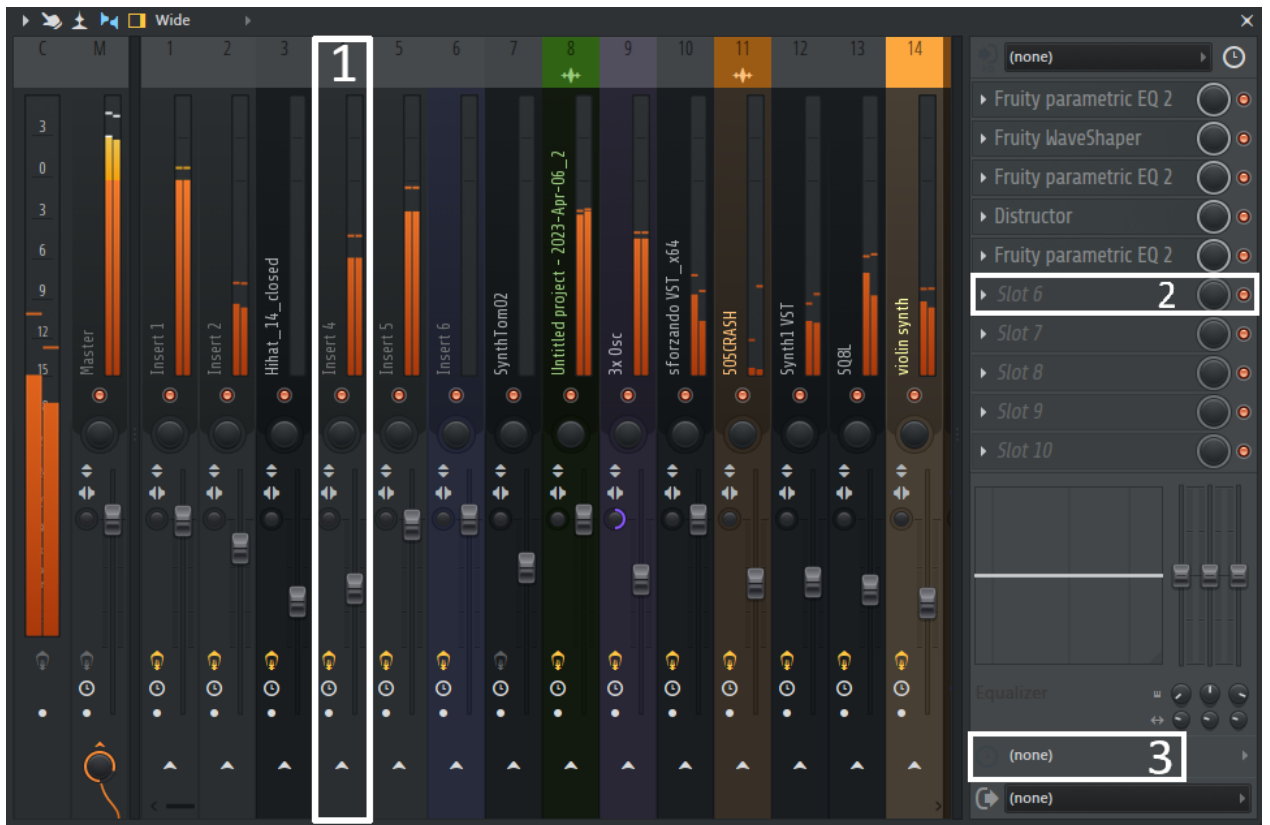 Wide
C M 1 2 3 1 5 6 7 8 9 10 11 12 13 14
3
0
3
6
9
12
15
Master
Insert 1
Insert 2
Hihat_14_closed
Insert 4
Insert 5
Insert 6
SynthTom02
Untitled project - 2023-Apr-06_2
3x Osc
sforzando VST_x64
505CRASH
Synth1 VST
SQ8L
violin synth
(none)
Fruity parametric EQ 2
Fruity WaveShaper
Fruity parametric EQ 2
Distructor
Fruity parametric EQ 2
Slot 6 2
Slot 7
Slot 8
Slot 9
Slot 10
Equalizer
(none) 3
(none)